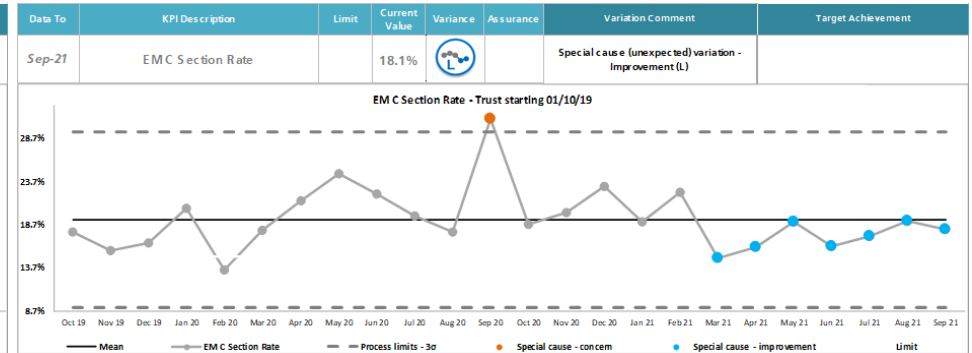 Data To KPI Description Limit Current Value Variance Assurance Variation Comment Target Achievement
Sep-21 EMC Section Rate 18.1% L Special cause (unexpected) variation - Improvement (L)
EMC Section Rate - Trust starting 01/10/19
28.7%
23.7%
18.7%
13.7%
8.7%
Oct 19 Nov 19 Dec 19 Jan 20 Feb 20 Mar 20 Apr 20 May 20 Jun 20 Jul 20 Aug 20 Sep 20 Oct 20 Nov 20 Dec 20 Jan 21 Feb 21 Mar 21 Apr 21 May 21 Jun 21 Jul 21 Aug 21 Sep 21
Mean EMC Section Rate Process limits - 3σ Special cause - concern Special cause - improvement Limit